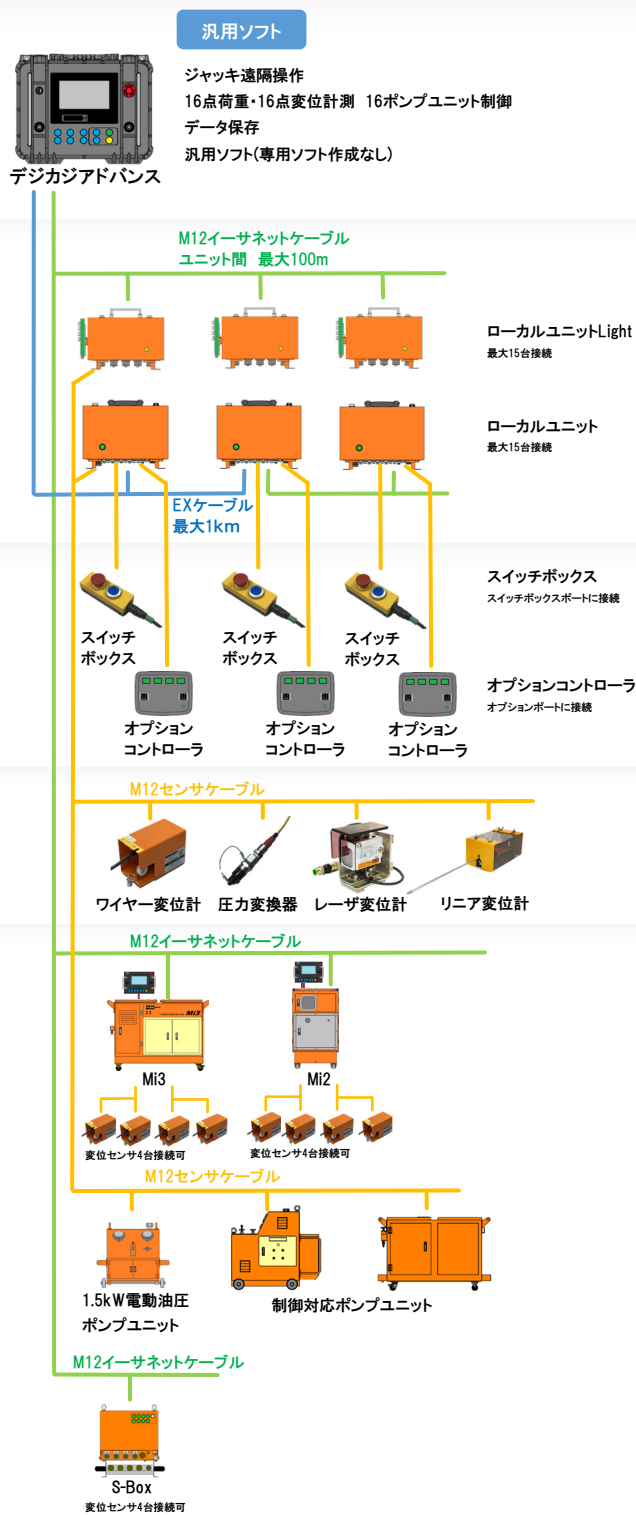 汎用ソフト
ジャッキ遠隔操作
16点荷重・16点変位計測 16ポンプユニット制御
データ保存
汎用ソフト(専用ソフト作成なし)
デジカジアドバンス
M12イーサネットケーブル
ユニット間 最大100m
ローカルユニットLight
最大15台接続
ローカルユニット
最大15台接続
EXケーブル
最大1km
スイッチボックス
スイッチボックスポートに接続
スイッチ
ボックス
スイッチ
ボックス
スイッチ
ボックス
オプションコントローラ
オプションポートに接続
オプション
コントローラ
オプション
コントローラ
オプション
コントローラ
M12センサケーブル
ワイヤー変位計
圧力変換器
レーザ変位計
リニア変位計
M12イーサネットケーブル
Mi3
Mi3
Mi2
変位センサ4台接続可
変位センサ4台接続可
M12センサケーブル
1.5kW電動油圧
ポンプユニット
制御対応ポンプユニット
M12イーサネットケーブル
S-Box
変位センサ4台接続可